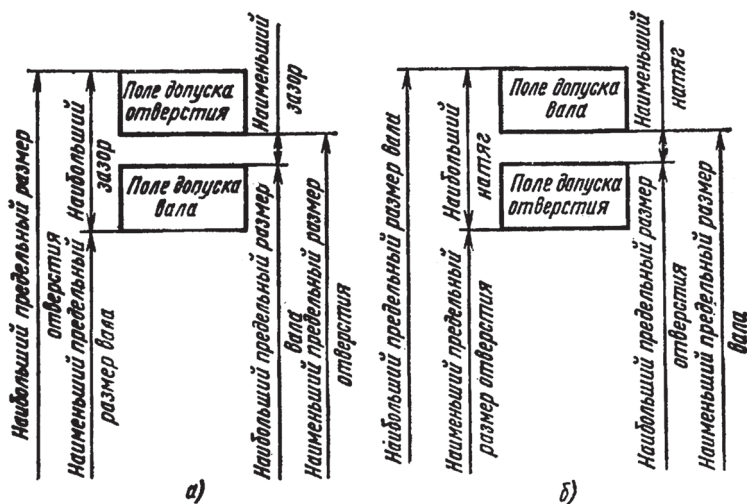 Наибольший предельный размер
отверстия
Наибольший
зазор
Наименьший предельный
размер вала
Поле допуска
отверстия
Поле допуска
вала
Наименьший
зазор
Наибольший предельный размер
вала
Наименьший предельный размер
отверстия
а)
Наибольший предельный размер вала
Наибольший
натяг
Наименьший предельный
размер отверстия
Поле допуска
вала
Поле допуска
отверстия
Наименьший
натяг
Наибольший предельный размер
отверстия
Наименьший предельный размер
вала
б)